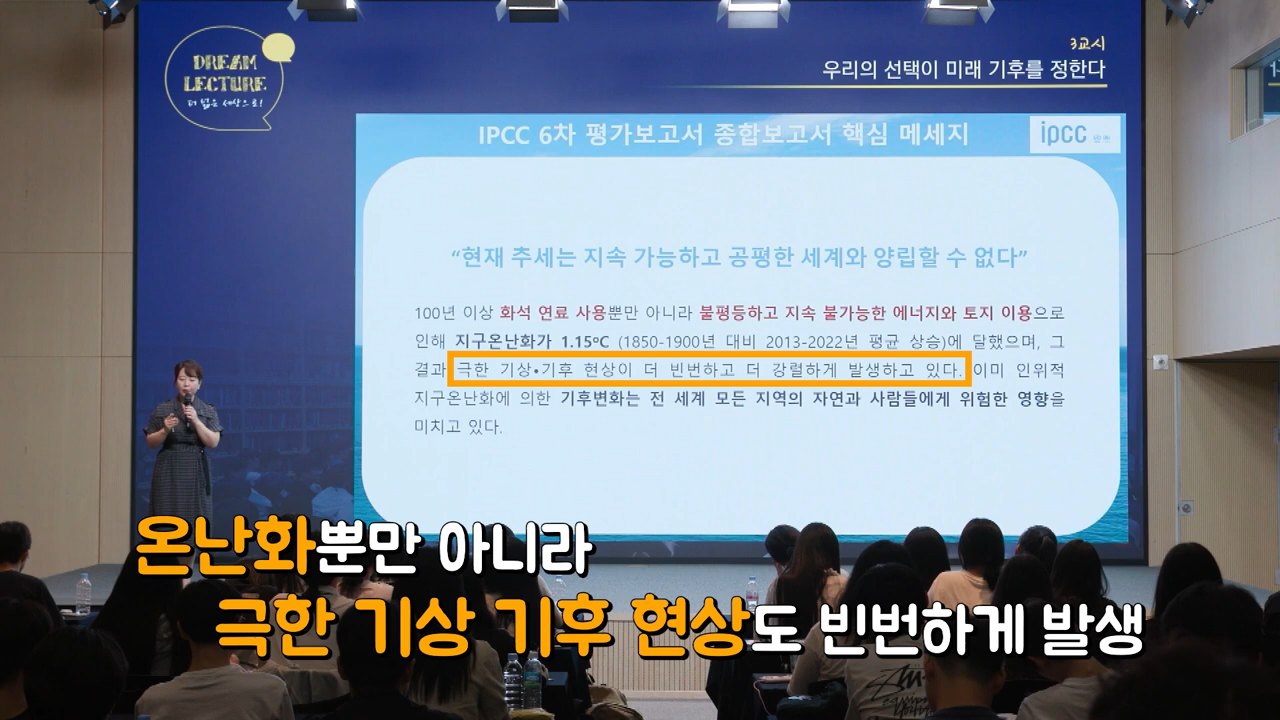 DREAM
LECTURE
더 넓은 세상으로!
3교시
우리의 선택이 미래 기후를 정한다
IPCC 6차 평가보고서 종합보고서 핵심 메세지
ipcc
“현재 추세는 지속 가능하고 공평한 세계와 양립할 수 없다”
100년 이상 화석 연료 사용뿐만 아니라 불평등하고 지속 불가능한 에너지와 토지 이용으로
인해 지구온난화가 1.15ºC (1850-1900년 대비 2013-2022년 평균 상승)에 달했으며, 그
결과 극한 기상•기후 현상이 더 빈번하고 더 강렬하게 발생하고 있다. 이미 인위적
지구온난화에 의한 기후변화는 전 세계 모든 지역의 자연과 사람들에게 위험한 영향을
미치고 있다.
온난화뿐만 아니라
극한 기상 기후 현상도 빈번하게 발생